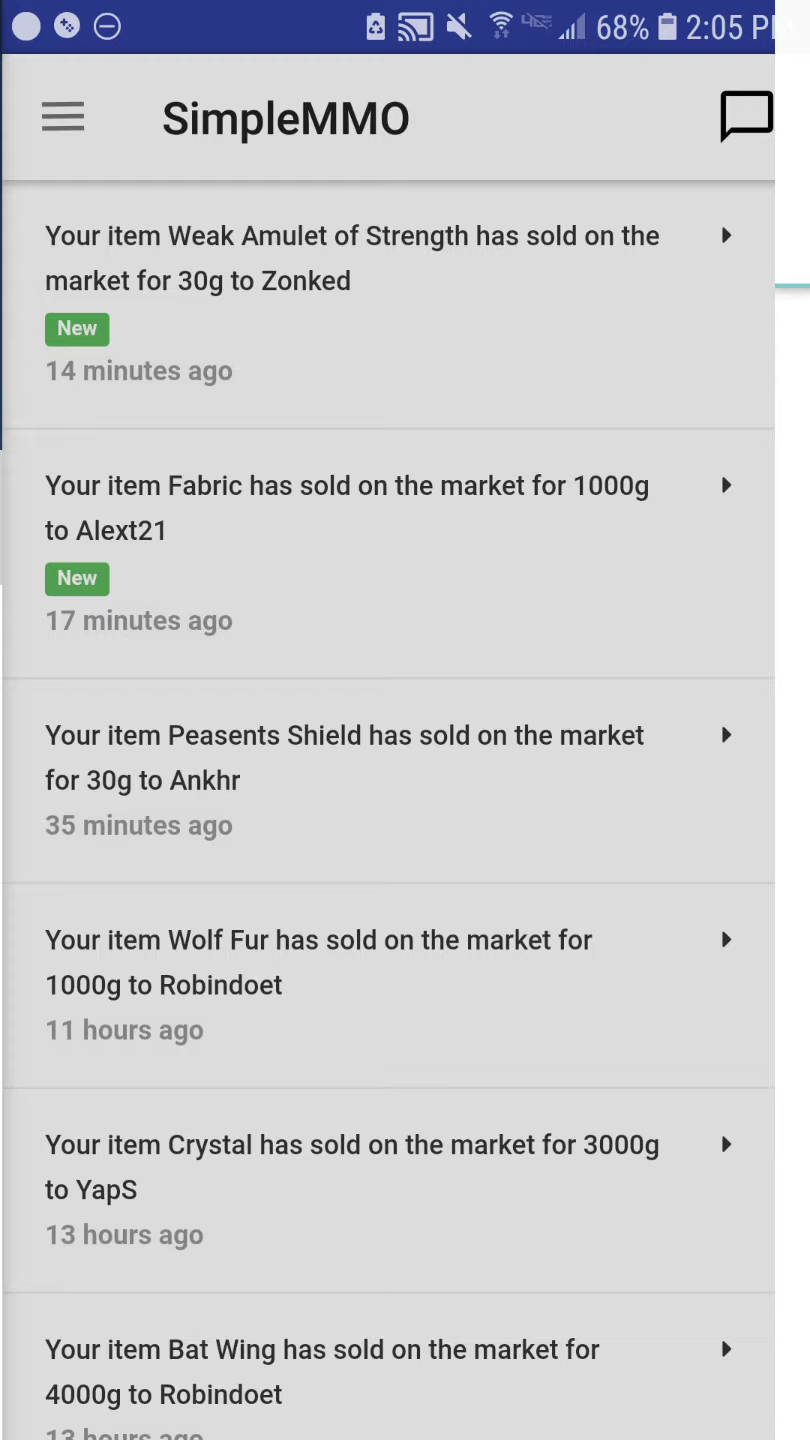 68% 2:05 PM
SimpleMMO
Your item Weak Amulet of Strength has sold on the
market for 30g to Zonked
New
14 minutes ago
Your item Fabric has sold on the market for 1000g
to Alext21
New
17 minutes ago
Your item Peasents Shield has sold on the market
for 30g to Ankhr
35 minutes ago
Your item Wolf Fur has sold on the market for
1000g to Robindoet
11 hours ago
Your item Crystal has sold on the market for 3000g
to YapS
13 hours ago
Your item Bat Wing has sold on the market for
4000g to Robindoet
13 hours ago